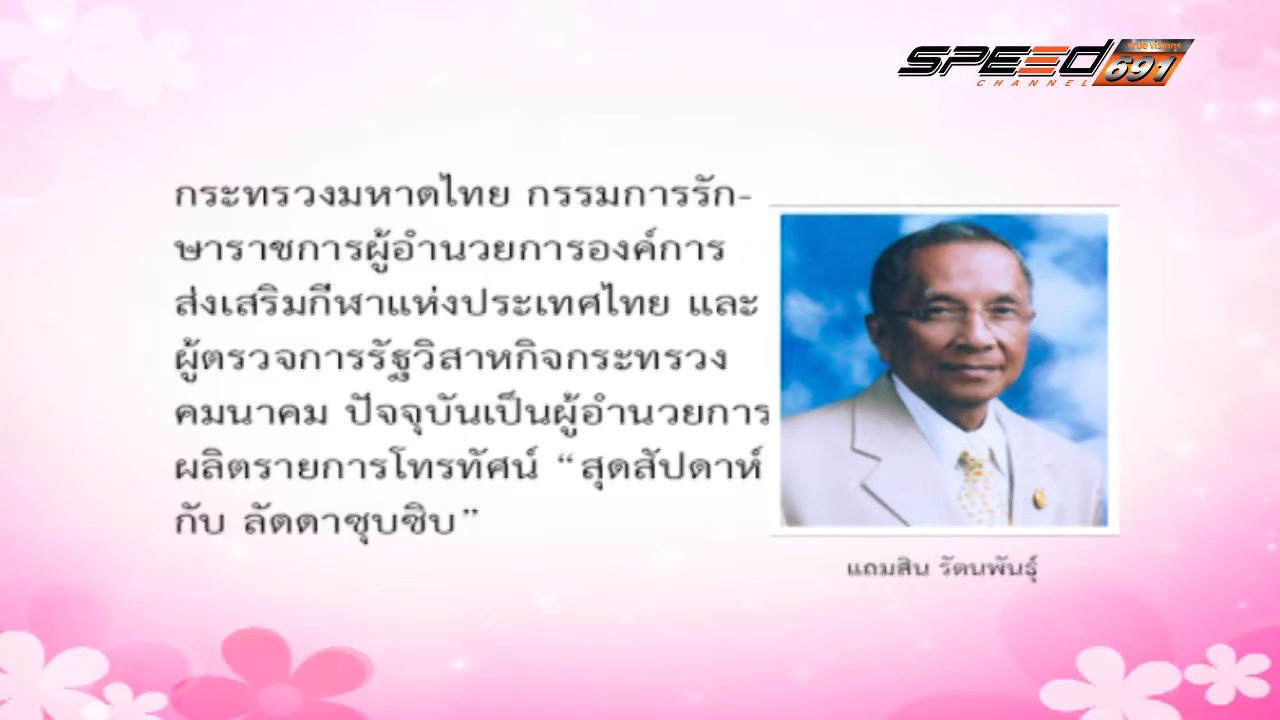 SPEED
true visions
CHANNEL 691
กระทรวงมหาดไทย กรรมการรัก-
ษาราชการผู้อำนวยการองค์การ
ส่งเสริมกีฬาแห่งประเทศไทย และ
ผู้ตรวจการรัฐวิสาหกิจกระทรวง
คมนาคม ปัจจุบันเป็นผู้อำนวยการ
ผลิตรายการโทรทัศน์ “สุดสัปดาห์
กับ ลัดดาซุบซิบ”
แถมสิน รัตนพันธุ์